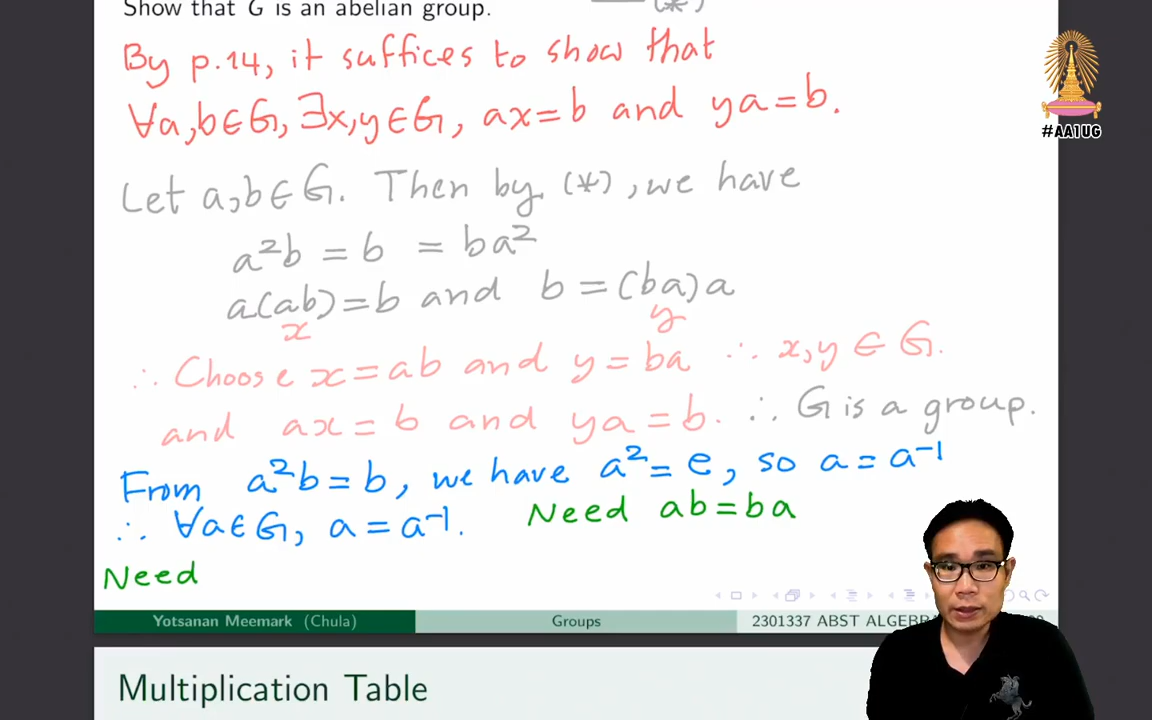 Show that G is an abelian group.
(*)
By p.14, it suffices to show that
∀a,b∈G, ∃x,y∈G, ax=b and ya=b.
#AA1UG
Let a,b∈G. Then by (*), we have
a²b = b = ba²
a(ab)=b and b=(ba)a
x y
∴ Choose x=ab and y=ba ∴ x,y∈G.
and ax=b and ya=b. ∴ G is a group.
From a²b=b, we have a²=e, so a=a⁻¹
∴ ∀a∈G, a=a⁻¹. Need ab=ba
Need
Yotsanan Meemark (Chula) Groups 2301337 ABST ALGEBRA
Multiplication Table